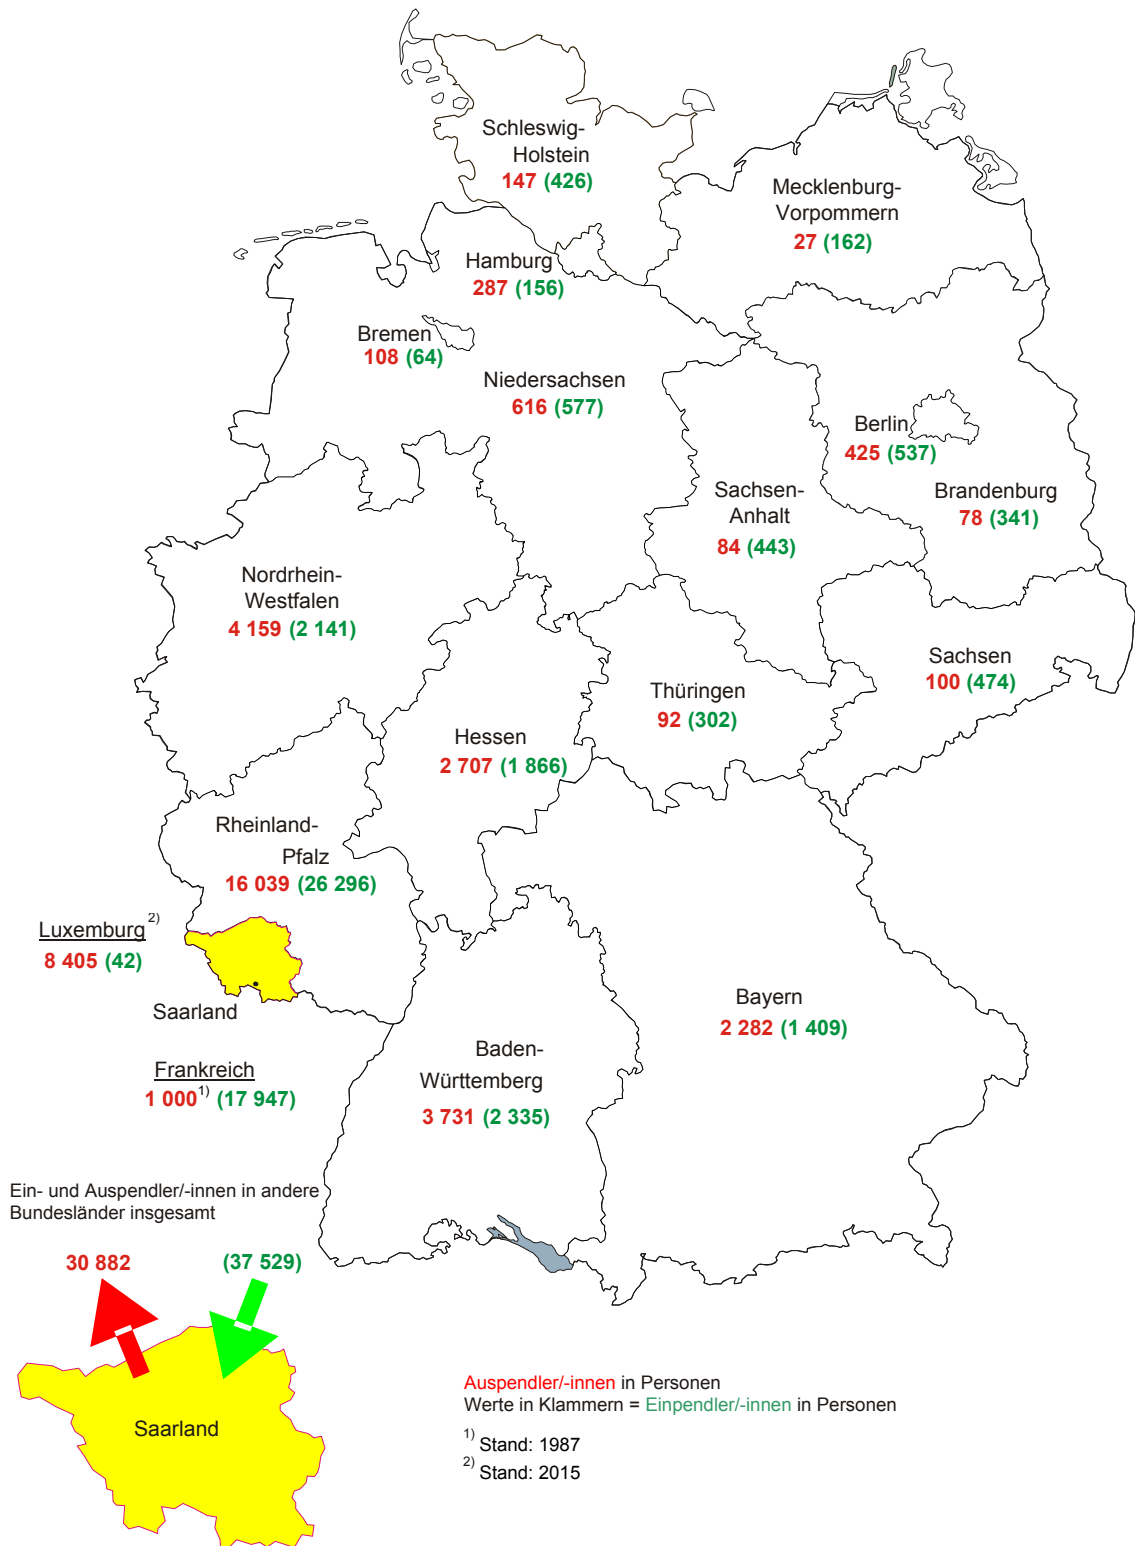 Schleswig-
Holstein
147 (426)
Mecklenburg-
Vorpommern
27 (162)
Hamburg
287 (156)
Bremen
108 (64)
Niedersachsen
616 (577)
Berlin
425 (537)
Brandenburg
78 (341)
Sachsen-
Anhalt
84 (443)
Nordrhein-
Westfalen
4 159 (2 141)
Sachsen
100 (474)
Thüringen
92 (302)
Hessen
2 707 (1 866)
Rheinland-
Pfalz
16 039 (26 296)
Luxemburg 2)
8 405 (42)
Saarland
Bayern
2 282 (1 409)
Frankreich
1 000 1) (17 947)
Baden-
Württemberg
3 731 (2 335)
Ein- und Auspendler/-innen in andere
Bundesländer insgesamt
30 882 (37 529)
Saarland
Auspendler/-innen in Personen
Werte in Klammern = Einpendler/-innen in Personen
1) Stand: 1987
2) Stand: 2015